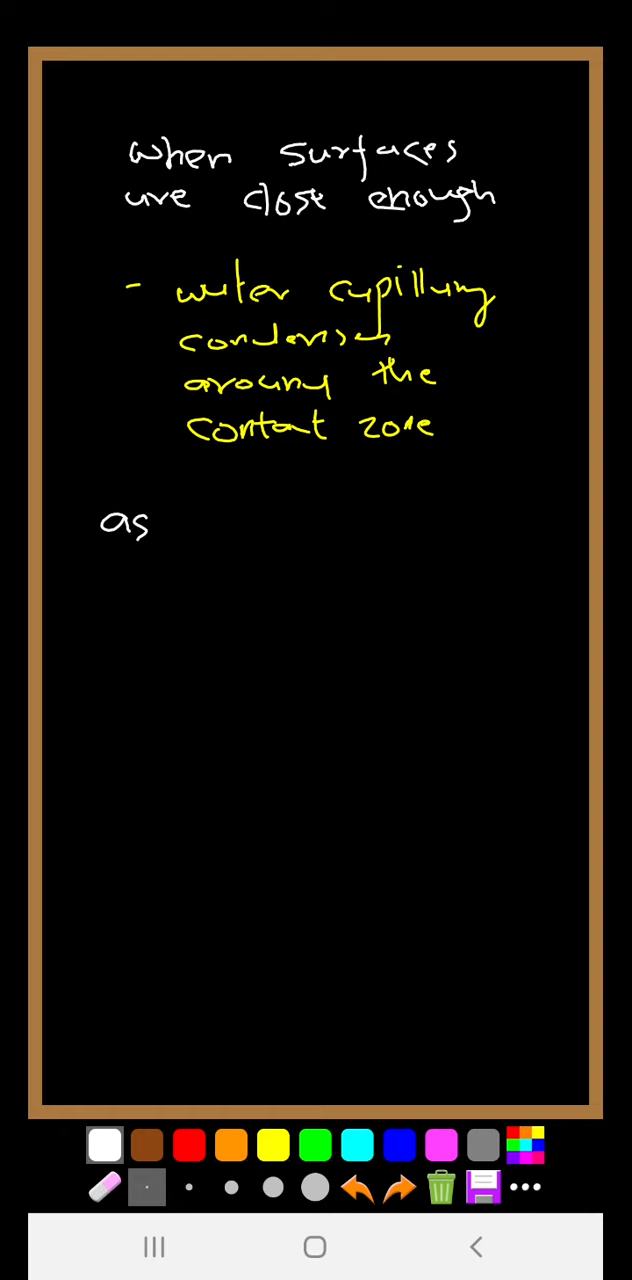 when surfaces
are close enough
- water capillary
condenses
around the
contact zone
as